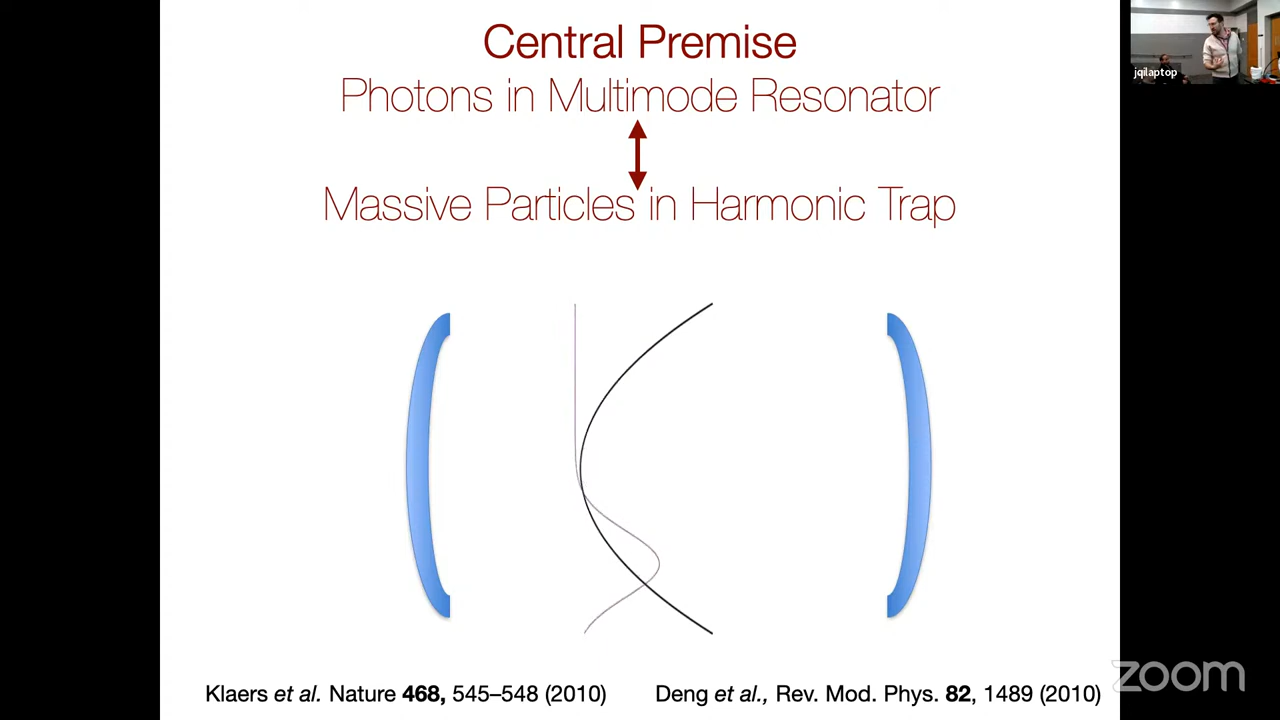 Central Premise
Photons in Multimode Resonator
Massive Particles in Harmonic Trap
jqilaptop
Klaers et al. Nature 468, 545–548 (2010)
Deng et al., Rev. Mod. Phys. 82, 1489 (2010)
zoom